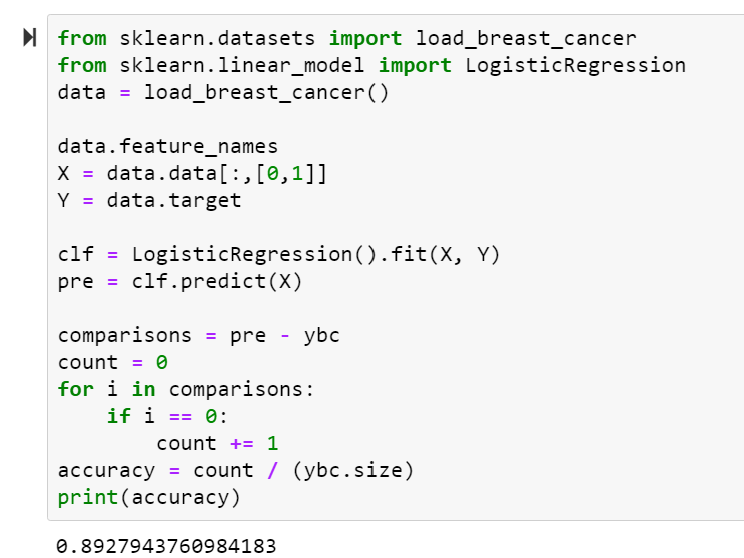 from sklearn.datasets import load_breast_cancer
from sklearn.linear_model import LogisticRegression
data = load_breast_cancer()

data.feature_names
X = data.data[:,[0,1]]
Y = data.target

clf = LogisticRegression().fit(X, Y)
pre = clf.predict(X)

comparisons = pre - ybc
count = 0
for i in comparisons:
    if i == 0:
        count += 1
accuracy = count / (ybc.size)
print(accuracy)
0.8927943760984183